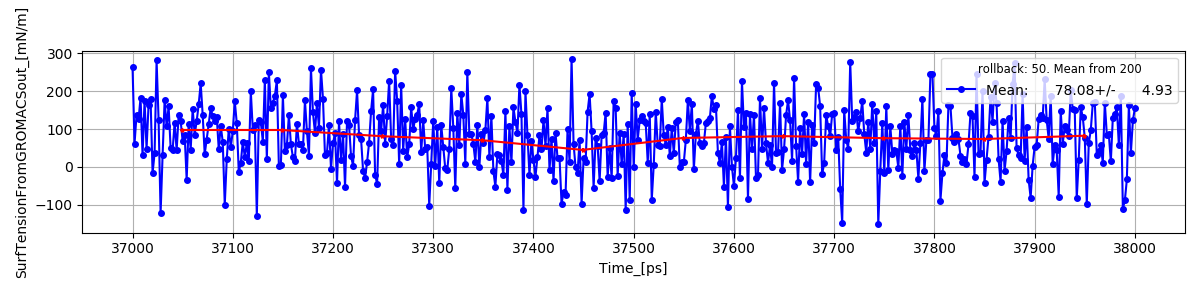 SurfTensionFromGROMACSout_[mN/m]
300
200
100
0
−100
rollback: 50. Mean from 200
Mean: 78.08+/- 4.93
37000 37100 37200 37300 37400 37500 37600 37700 37800 37900 38000
Time_[ps]